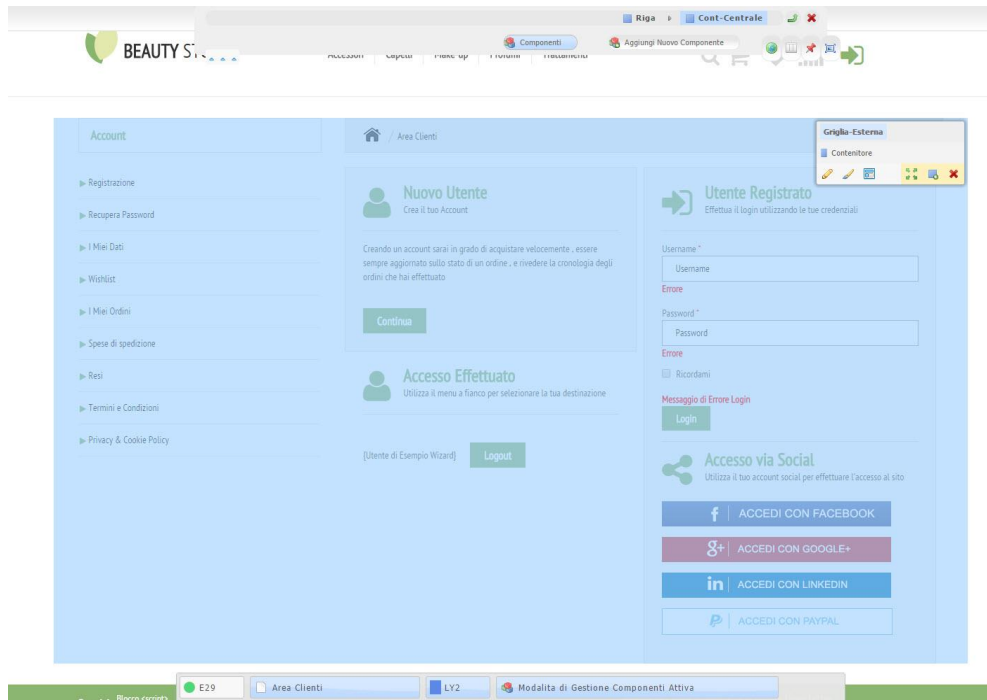 Riga
Cont-Centrale
BEAUTY
Componenti
Aggiungi Nuovo Componente
Accessori
Capelli
Make up
Profumi
Trattamenti
Account
/ Area Clienti
Griglia-Esterna
Contenitore
Registrazione
Recupera Password
I Miei Dati
Wishlist
I Miei Ordini
Spese di spedizione
Resi
Termini e Condizioni
Privacy & Cookie Policy
Nuovo Utente
Crea il tuo Account
Creando un account sarai in grado di acquistare velocemente , essere
sempre aggiornato sullo stato di un ordine , e rivedere la cronologia degli
ordini che hai effettuato
Continua
Accesso Effettuato
Utilizza il menu a fianco per selezionare la tua destinazione
[Utente di Esempio Wizard]
Logout
Utente Registrato
Effettua il login utilizzando le tue credenziali
Username *
Username
Errore
Password *
Password
Errore
Ricordami
Messaggio di Errore Login
Login
Accesso via Social
Utilizza il tuo account social per effettuare l'accesso al sito
f ACCEDI CON FACEBOOK
g+ ACCEDI CON GOOGLE+
in ACCEDI CON LINKEDIN
P ACCEDI CON PAYPAL
E29
Area Clienti
LY2
Modalita di Gestione Componenti Attiva